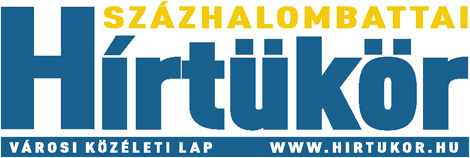 SZÁZHALOMBATTAI
Hírtükör
VÁROSI KÖZÉLETI LAP WWW.HIRTUKOR.HU